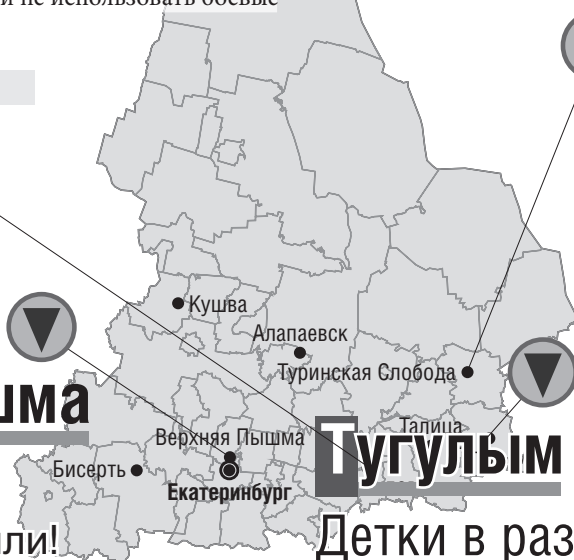 и не использовать боевые
Кушва
Алапаевск
Туринская Слобода
шма
Талица
Верхняя Пышма
Тугулым
Бисерть
Екатеринбург
Детки в раз
ли!